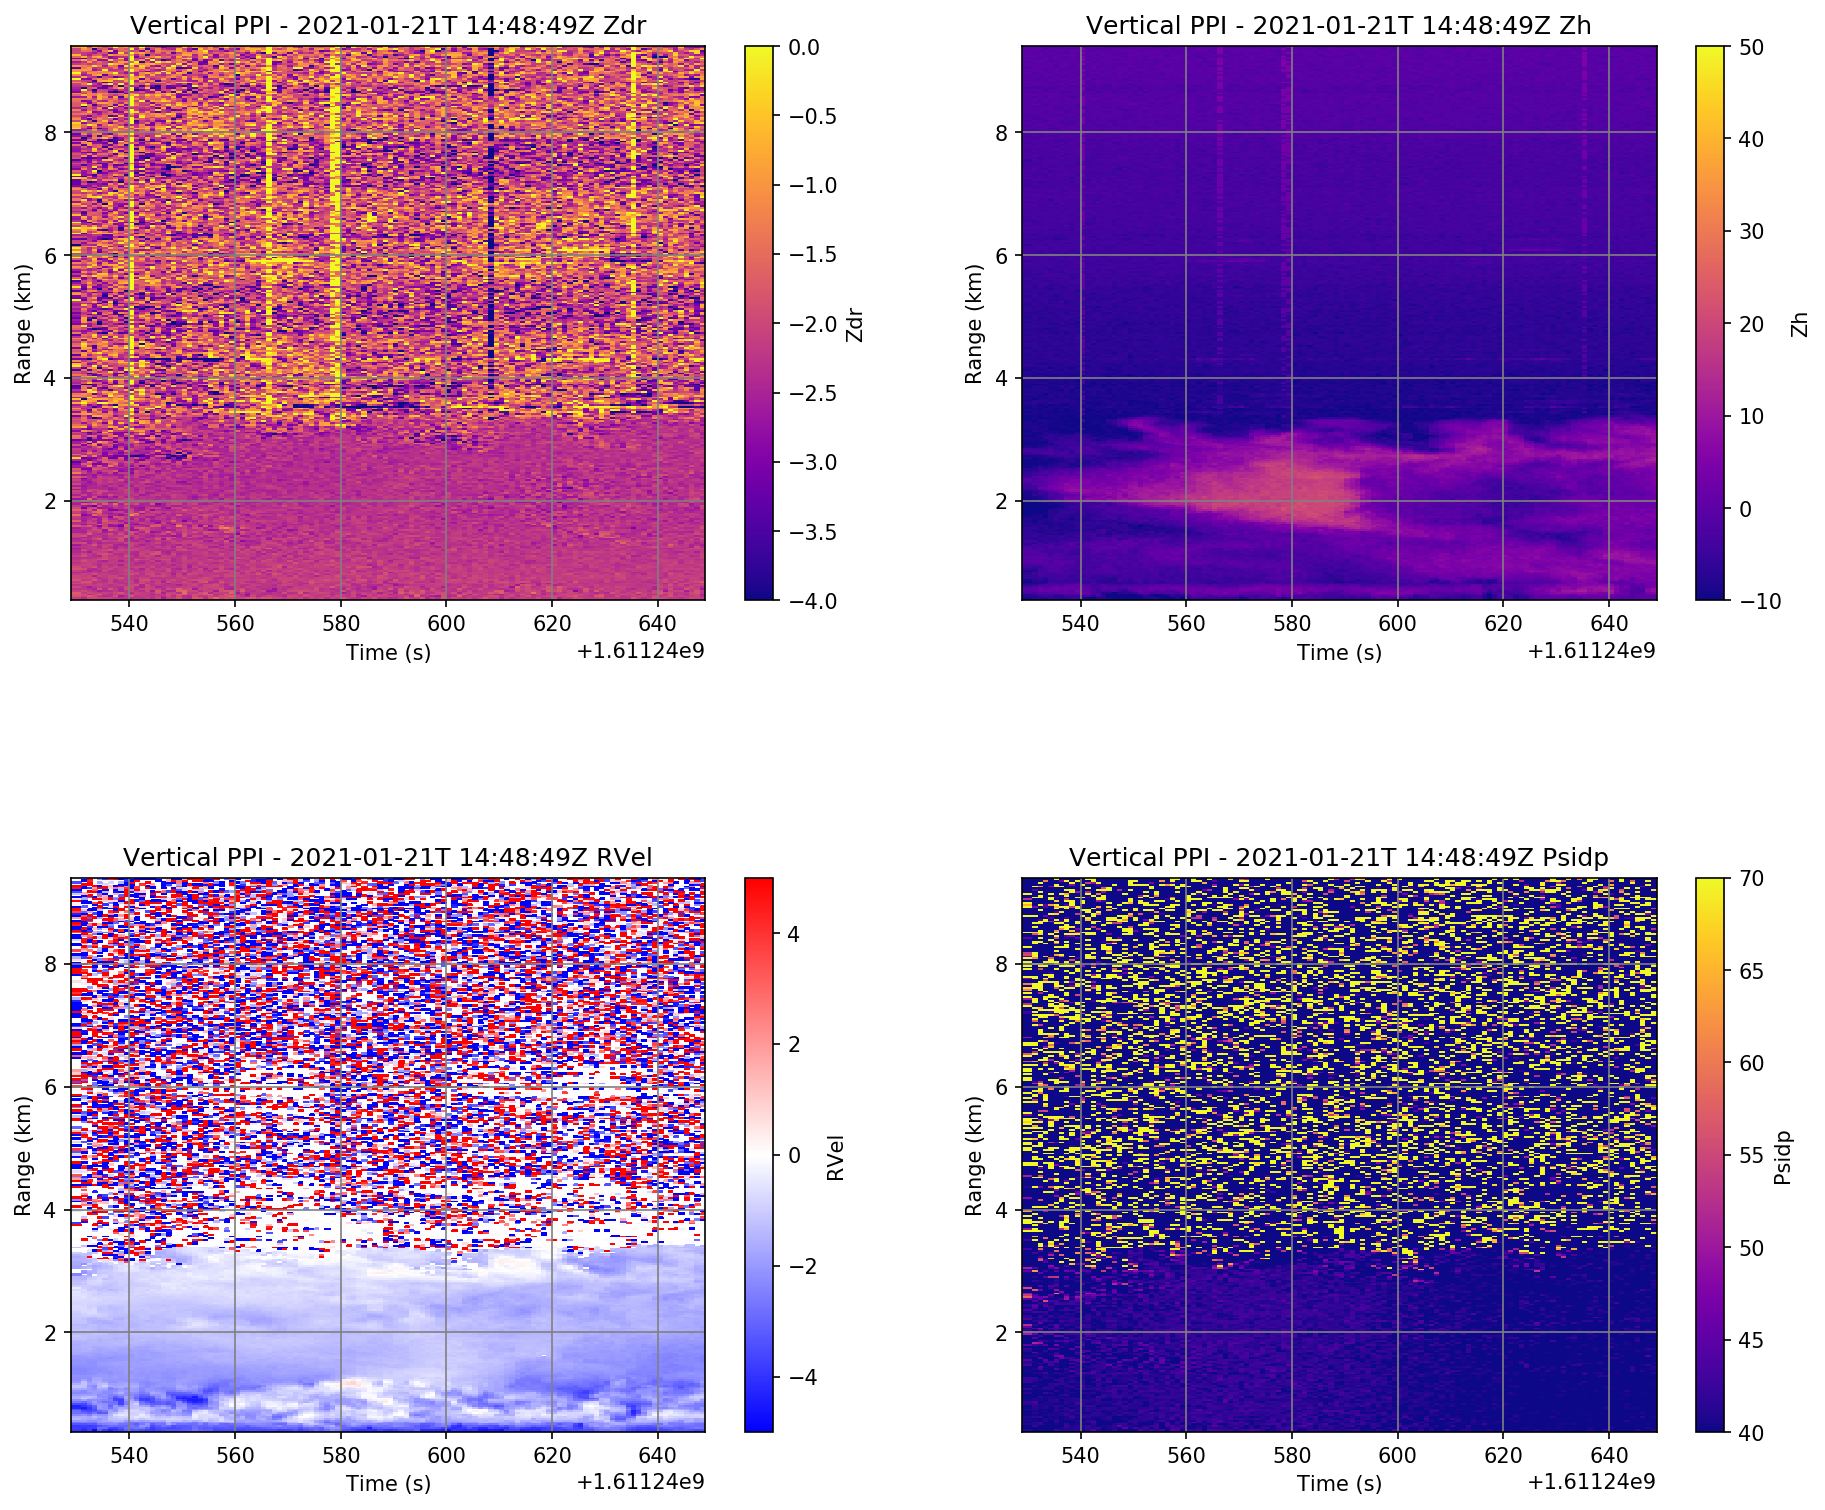 Vertical PPI - 2021-01-21T 14:48:49Z Zdr
Range (km)
8
6
4
2
540 560 580 600 620 640
Time (s)
+1.61124e9
0.0
−0.5
−1.0
−1.5
−2.0
−2.5
−3.0
−3.5
−4.0
Zdr
Vertical PPI - 2021-01-21T 14:48:49Z Zh
Range (km)
8
6
4
2
540 560 580 600 620 640
Time (s)
+1.61124e9
50
40
30
20
10
0
−10
Zh
Vertical PPI - 2021-01-21T 14:48:49Z RVel
Range (km)
8
6
4
2
540 560 580 600 620 640
Time (s)
+1.61124e9
4
2
0
−2
−4
RVel
Vertical PPI - 2021-01-21T 14:48:49Z Psidp
Range (km)
8
6
4
2
540 560 580 600 620 640
Time (s)
+1.61124e9
70
65
60
55
50
45
40
Psidp